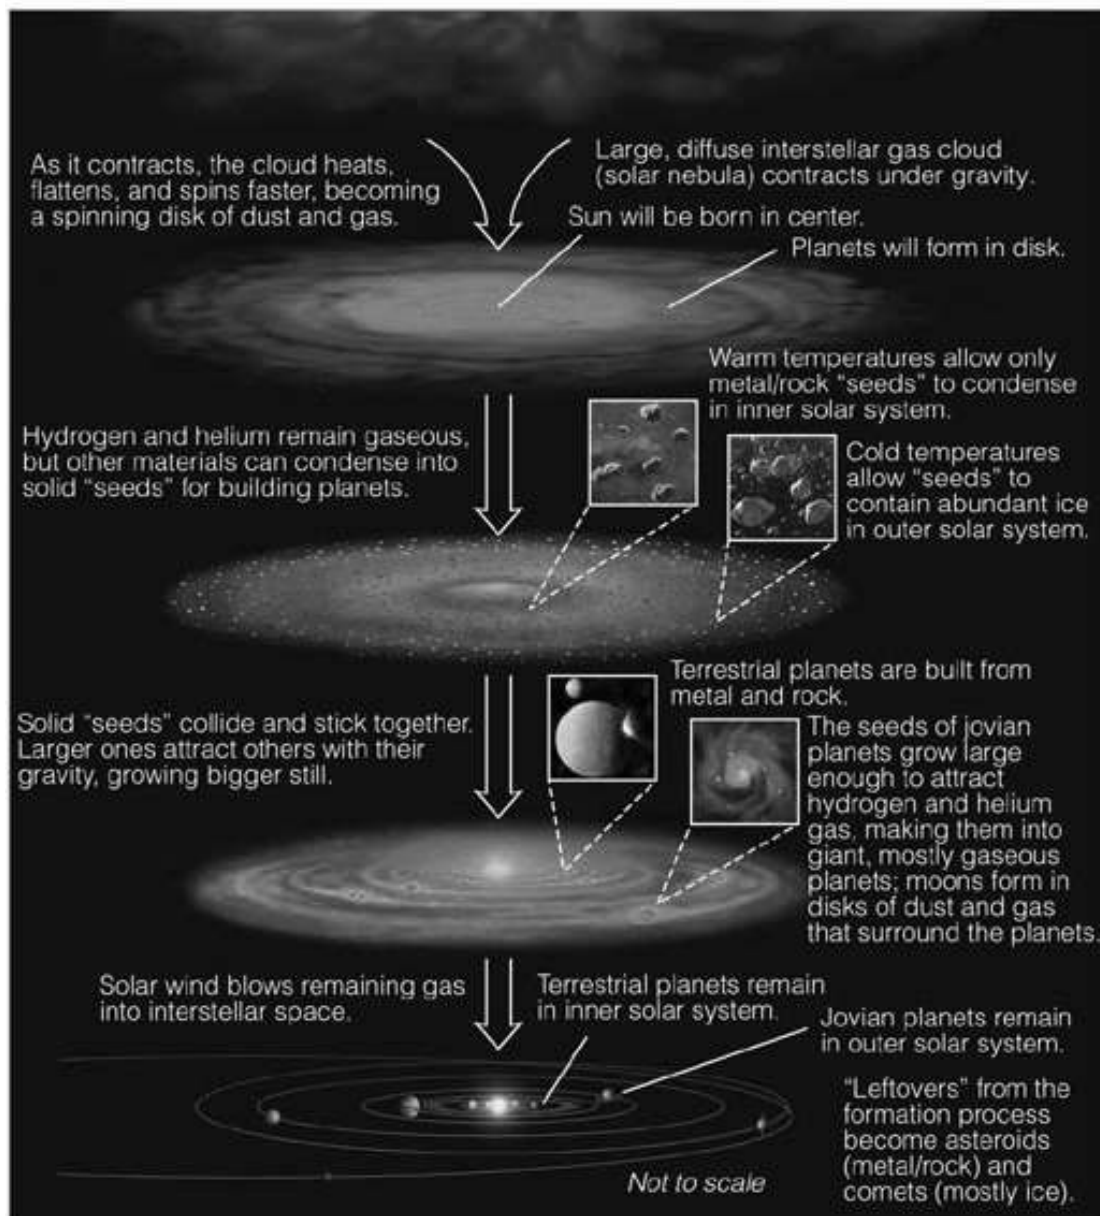 As it contracts, the cloud heats,
flattens, and spins faster, becoming
a spinning disk of dust and gas.
Large, diffuse interstellar gas cloud
(solar nebula) contracts under gravity.
Sun will be born in center.
Planets will form in disk.
Warm temperatures allow only
metal/rock “seeds” to condense
in inner solar system.
Hydrogen and helium remain gaseous,
but other materials can condense into
solid “seeds” for building planets.
Cold temperatures
allow “seeds” to
contain abundant ice
in outer solar system.
Terrestrial planets are built from
metal and rock.
Solid “seeds” collide and stick together.
Larger ones attract others with their
gravity, growing bigger still.
The seeds of jovian
planets grow large
enough to attract
hydrogen and helium
gas, making them into
giant, mostly gaseous
planets; moons form in
disks of dust and gas
that surround the planets.
Solar wind blows remaining gas
into interstellar space.
Terrestrial planets remain
in inner solar system.
Jovian planets remain
in outer solar system.
“Leftovers” from the
formation process
become asteroids
(metal/rock) and
comets (mostly ice).
Not to scale